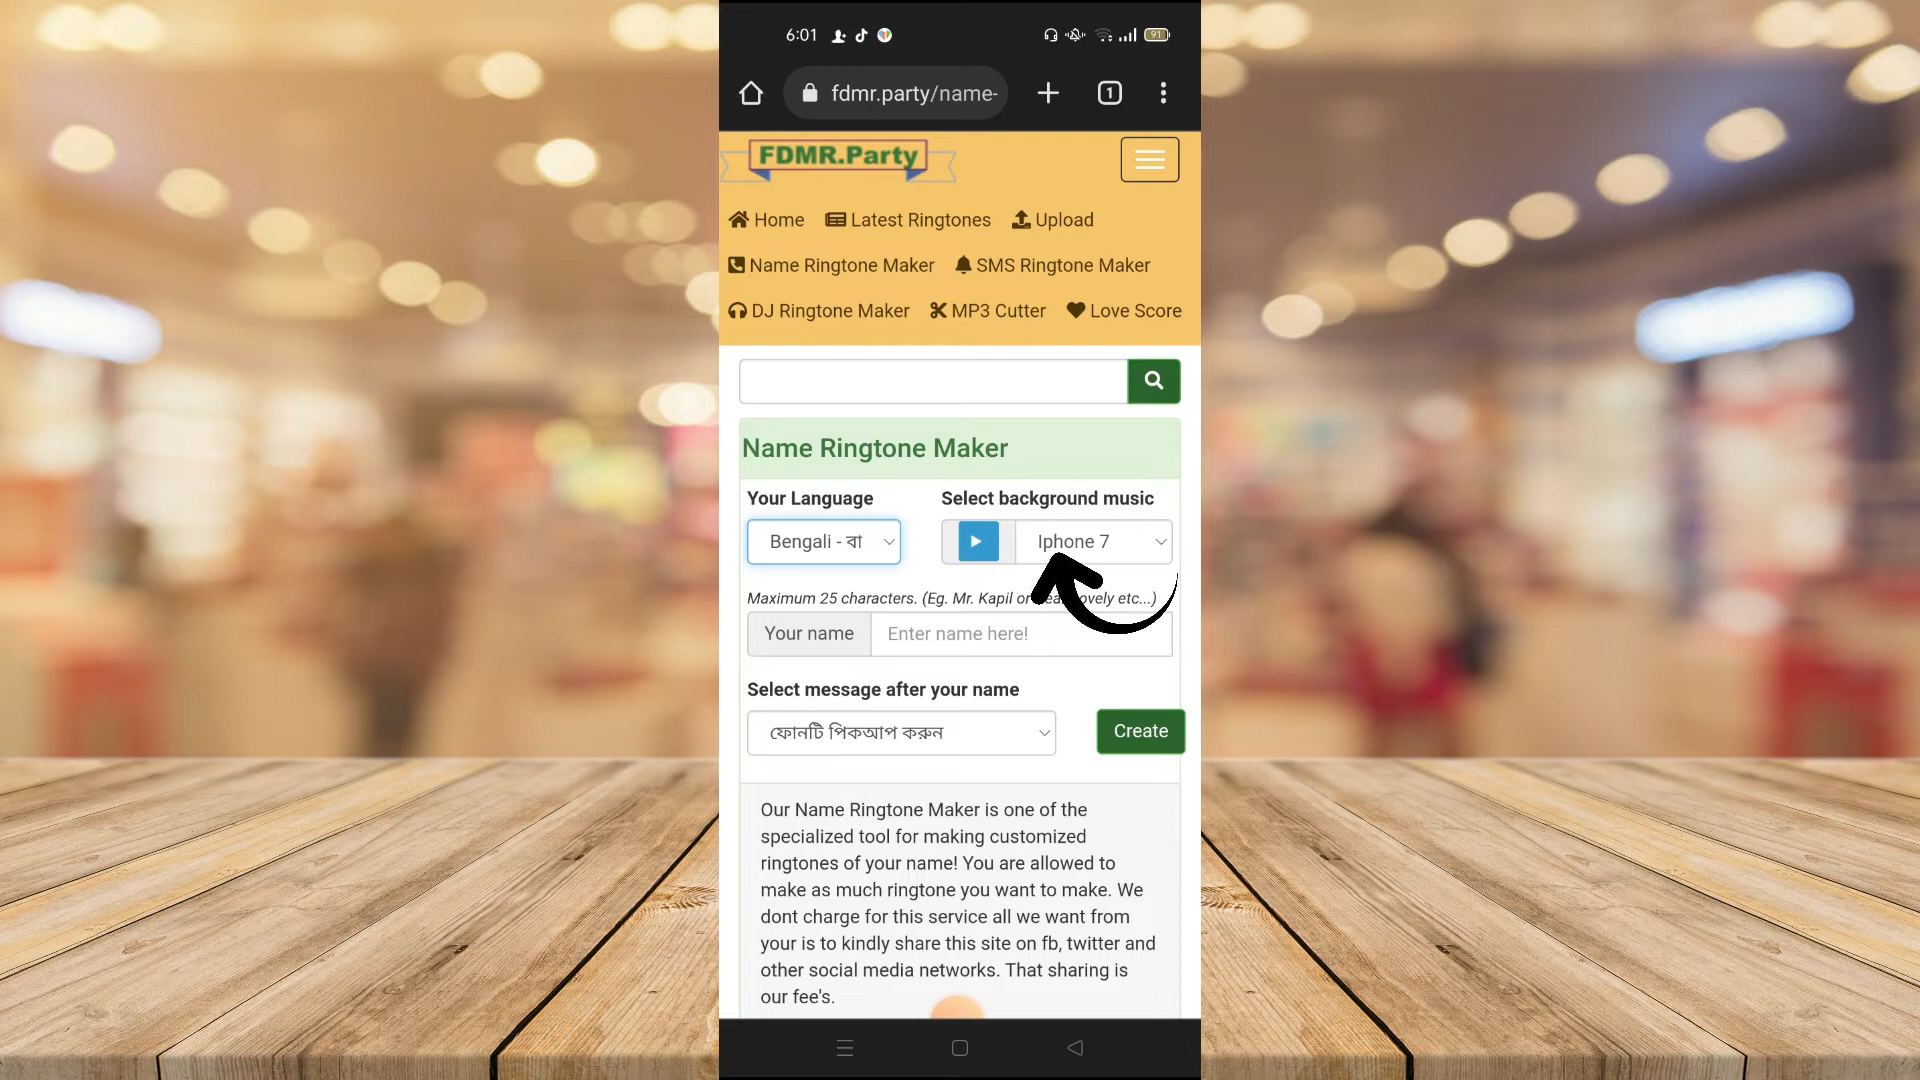 6:01
91
fdmr.party/name-
1
FDMR.Party
Home Latest Ringtones Upload
Name Ringtone Maker SMS Ringtone Maker
DJ Ringtone Maker MP3 Cutter Love Score
Name Ringtone Maker
Your Language Select background music
Bengali - বা Iphone 7
Maximum 25 characters. (Eg. Mr. Kapil or ovely etc...)
Your name Enter name here!
Select message after your name
ফোনটি পিকআপ করুন Create
Our Name Ringtone Maker is one of the
specialized tool for making customized
ringtones of your name! You are allowed to
make as much ringtone you want to make. We
dont charge for this service all we want from
your is to kindly share this site on fb, twitter and
other social media networks. That sharing is
our fee's.